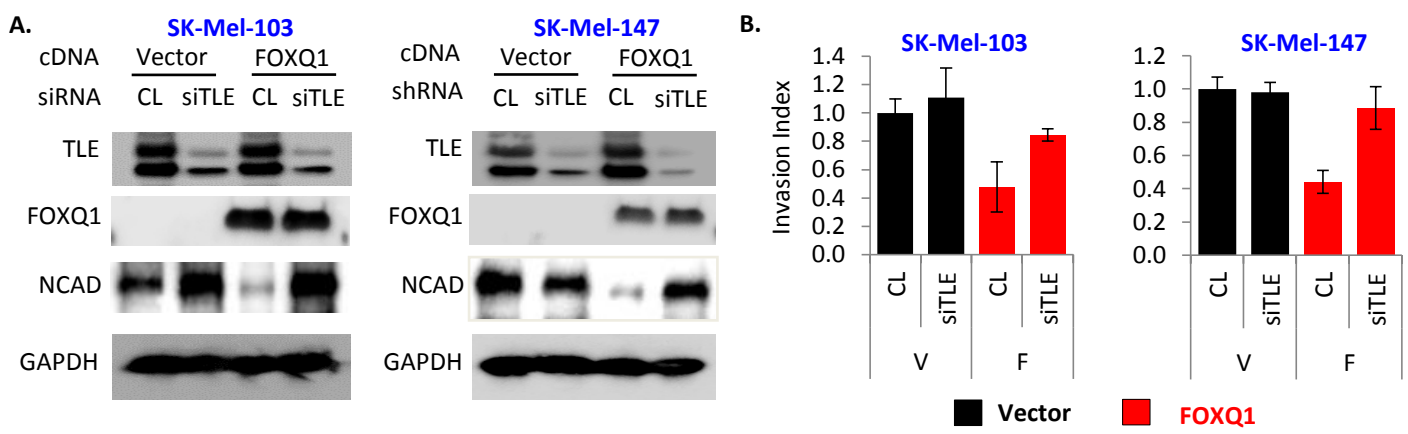 A.
SK-Mel-103
cDNA Vector FOXQ1
siRNA CL siTLE CL siTLE
TLE
FOXQ1
NCAD
GAPDH
SK-Mel-147
cDNA Vector FOXQ1
shRNA CL siTLE CL siTLE
TLE
FOXQ1
NCAD
GAPDH
B.
SK-Mel-103
Invasion Index
1.4
1.2
1.0
0.8
0.6
0.4
0.2
0.0
CL siTLE CL siTLE
V F
SK-Mel-147
1.2
1.0
0.8
0.6
0.4
0.2
0.0
CL siTLE CL siTLE
V F
Vector FOXQ1